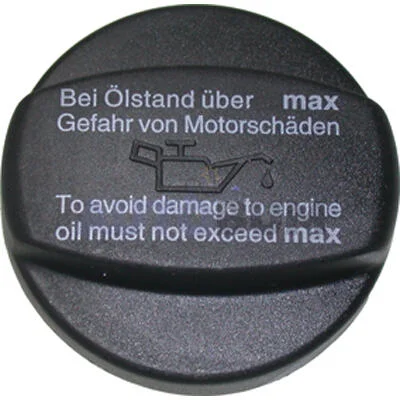 Bei Ölstand über max
Gefahr von Motorschäden
To avoid damage to engine
oil must not exceed max